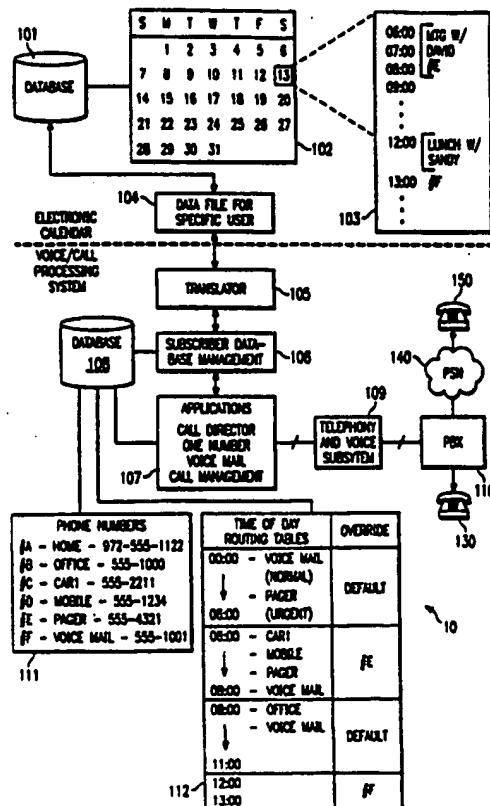 101
DATABASE
S M T W T F S
1 2 3 4 5 6
7 8 9 10 11 12 13
14 15 16 17 18 19 20
21 22 23 24 25 26 27
28 29 30 31
102
06:00 MTG W/
07:00 DAVID
08:00 #E
09:00
12:00 LUNCH W/
SANDY
13:00 #F
103
104
DATA FILE FOR
SPECIFIC USER
ELECTRONIC
CALENDAR
VOICE/CALL
PROCESSING
SYSTEM
TRANSLATOR
105
DATABASE
108
SUBSCRIBER DATA-
BASE MANAGEMENT
106
APPLICATIONS
CALL DIRECTOR
ONE NUMBER
VOICE MAIL
CALL MANAGEMENT
107
109
TELEPHONY
AND VOICE
SUBSYTEM
150
140
PSN
PBX
110
130
PHONE NUMBERS
#A - HOME - 972-555-1122
#B - OFFICE - 555-1000
#C - CAR1 - 555-2211
#D - MOBILE - 555-1234
#E - PAGER - 555-4321
#F - VOICE MAIL - 555-1001
111
TIME OF DAY
ROUTING TABLES
OVERRIDE
00:00 - VOICE MAIL
(NORMAL)
- PAGER
06:00 (URGENT)
DEFAULT
06:00 - CAR1
- MOBILE
- PAGER
08:00 - VOICE MAIL
#E
08:00 - OFFICE
- VOICE MAIL
11:00
DEFAULT
112
12:00
13:00
#F
10